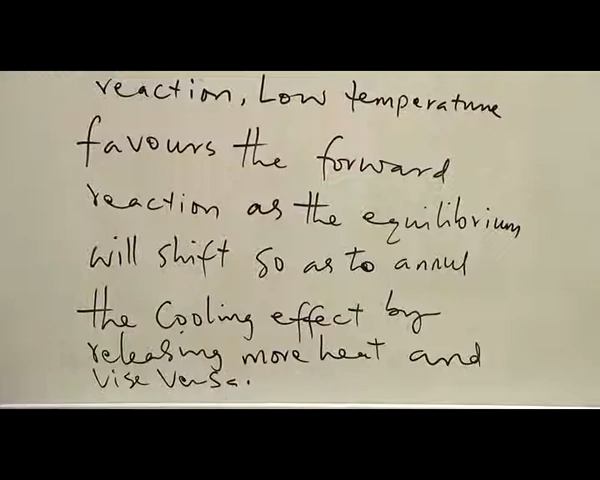 reaction, Low temperature
favours the forward
reaction as the equilibrium
will shift so as to annul
the Cooling effect by
releasing more heat and
Vise Versa.